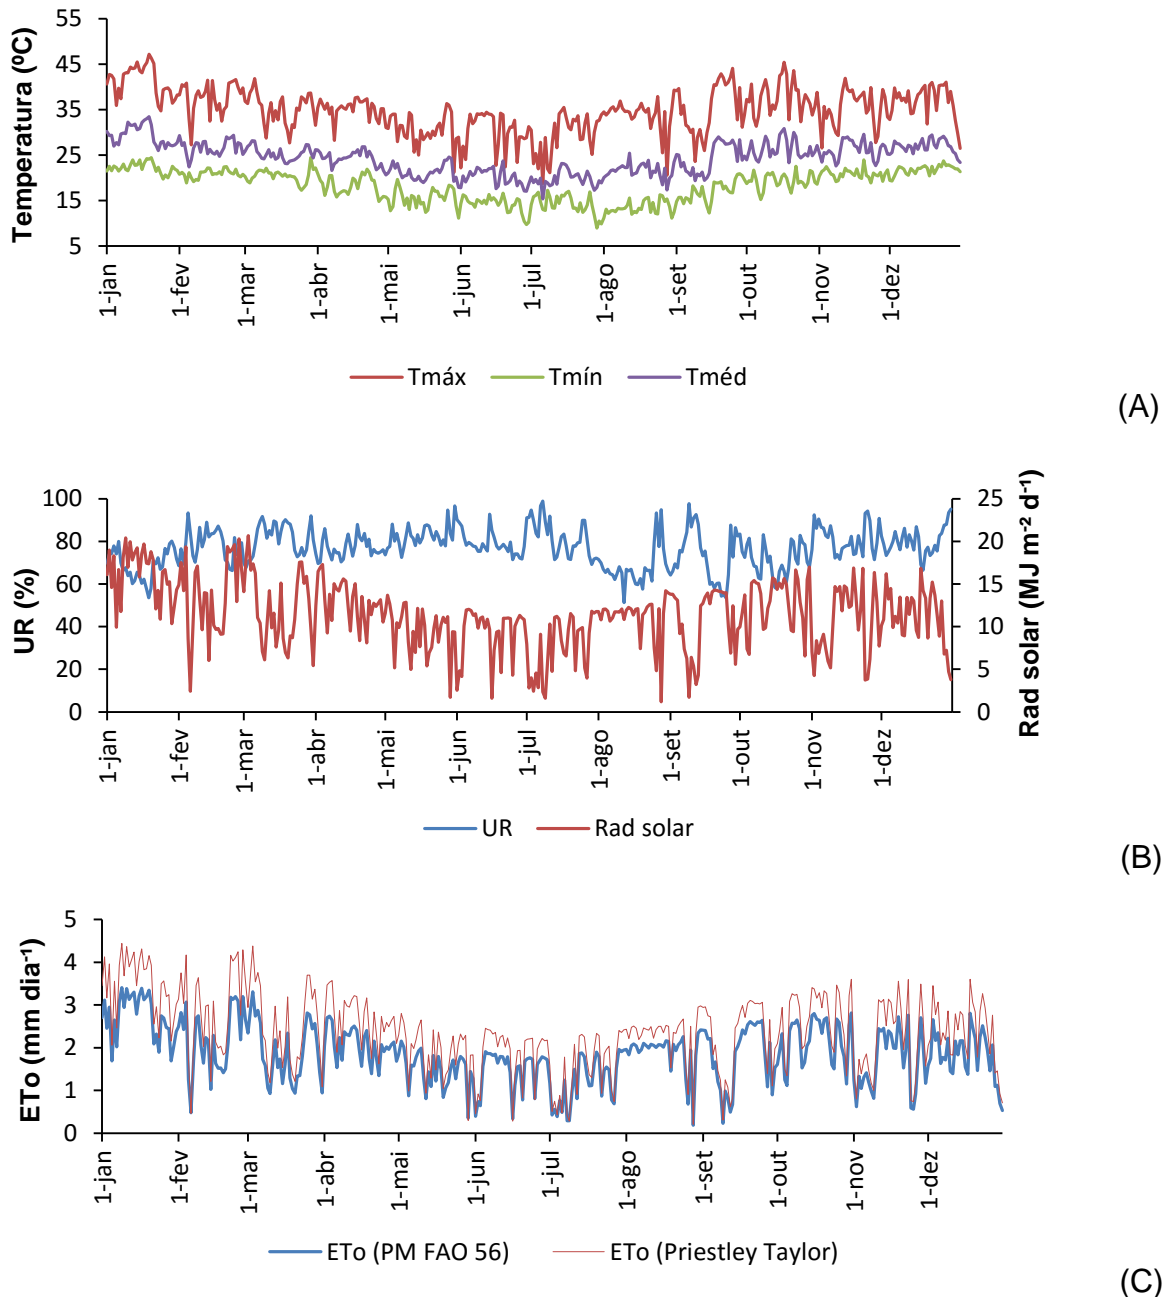 Temperatura (ºC)
55
45
35
25
15
5
1-jan
1-fev
1-mar
1-abr
1-mai
1-jun
1-jul
1-ago
1-set
1-out
1-nov
1-dez
Tmáx
Tmín
Tméd
(A)
UR (%)
100
80
60
40
20
0
25
20
15
10
5
0
Rad solar (MJ m⁻² d⁻¹)
1-jan
1-fev
1-mar
1-abr
1-mai
1-jun
1-jul
1-ago
1-set
1-out
1-nov
1-dez
UR
Rad solar
(B)
ETo (mm dia⁻¹)
5
4
3
2
1
0
1-jan
1-fev
1-mar
1-abr
1-mai
1-jun
1-jul
1-ago
1-set
1-out
1-nov
1-dez
ETo (PM FAO 56)
ETo (Priestley Taylor)
(C)